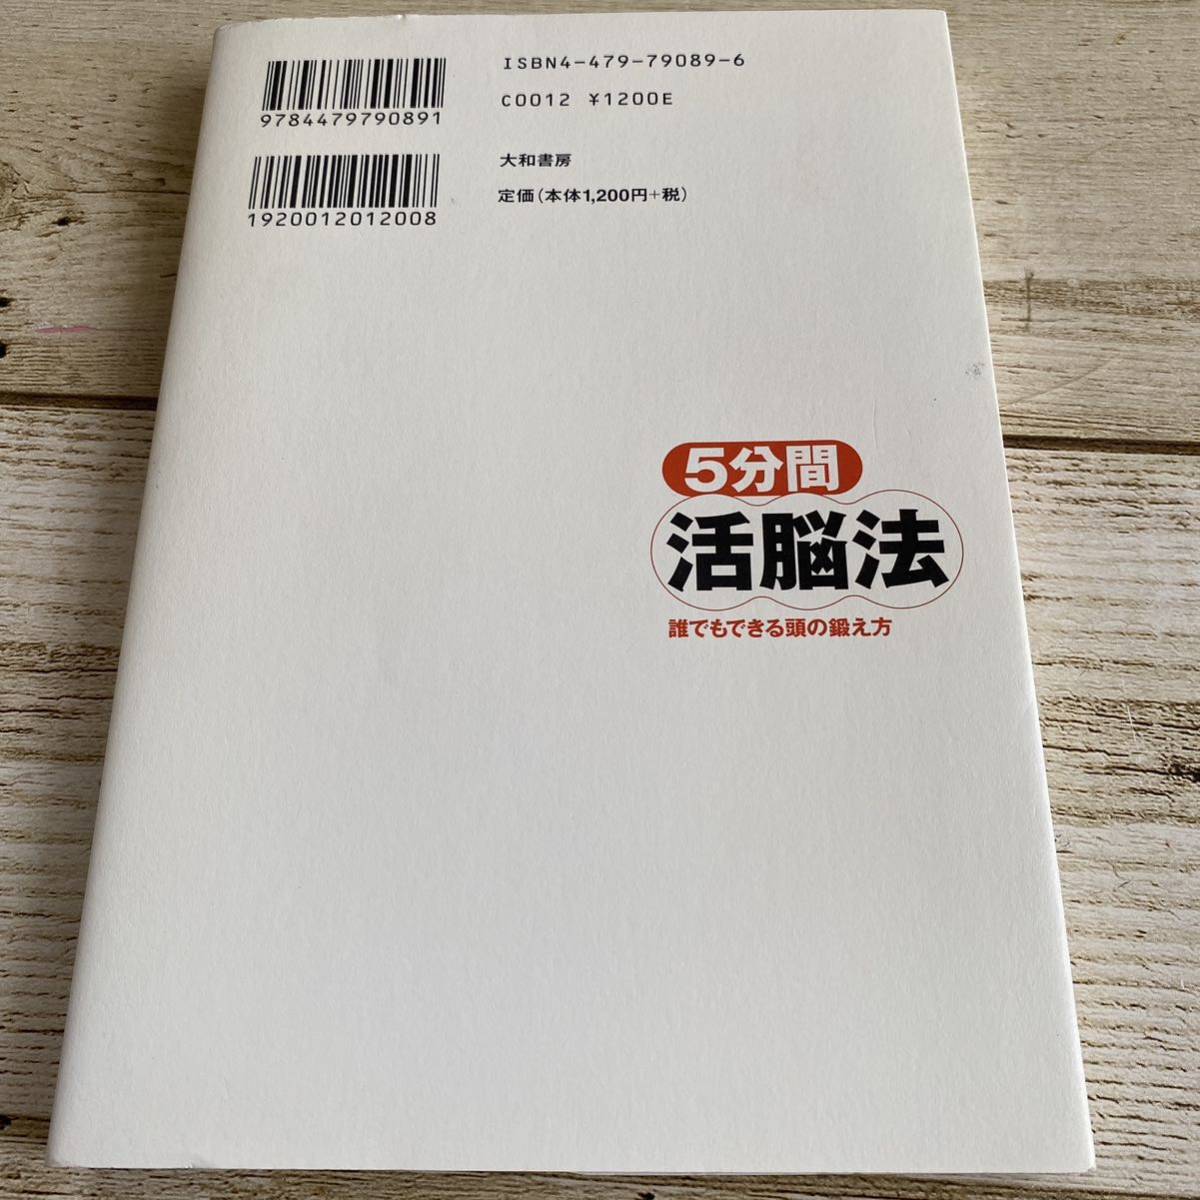 9784479790891
1920012012008
ISBN4-479-79089-6
C0012 ¥1200E
大和書房
定価(本体1,200円+税)
5分間
活脳法
誰でもできる頭の鍛え方